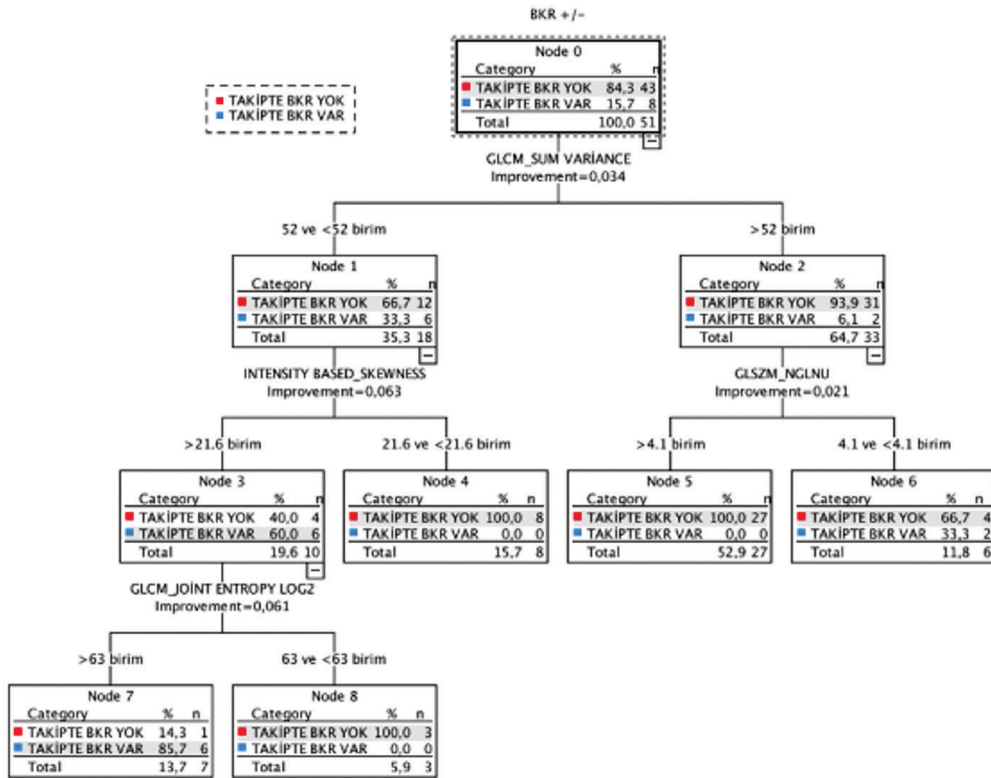 BKR +/-
TAKİPTE BKR YOK
TAKİPTE BKR VAR
Node 0
Category % n
TAKİPTE BKR YOK 84,3 43
TAKİPTE BKR VAR 15,7 8
Total 100,0 51
GLCM_SUM VARİANCE
Improvement=0,034
52 ve <52 birim
>52 birim
Node 1
Category % n
TAKİPTE BKR YOK 66,7 12
TAKİPTE BKR VAR 33,3 6
Total 35,3 18
Node 2
Category % n
TAKİPTE BKR YOK 93,9 31
TAKİPTE BKR VAR 6,1 2
Total 64,7 33
INTENSITY BASED_SKEWNESS
Improvement=0,063
GLSZM_NGLNU
Improvement=0,021
>21.6 birim
21.6 ve <21.6 birim
>4.1 birim
4.1 ve <4.1 birim
Node 3
Category % n
TAKİPTE BKR YOK 40,0 4
TAKİPTE BKR VAR 60,0 6
Total 19,6 10
Node 4
Category % n
TAKİPTE BKR YOK 100,0 8
TAKİPTE BKR VAR 0,0 0
Total 15,7 8
Node 5
Category % n
TAKİPTE BKR YOK 100,0 27
TAKİPTE BKR VAR 0,0 0
Total 52,9 27
Node 6
Category % n
TAKİPTE BKR YOK 66,7 4
TAKİPTE BKR VAR 33,3 2
Total 11,8 6
GLCM_JOİNT ENTROPY LOG2
Improvement=0,061
>63 birim
63 ve <63 birim
Node 7
Category % n
TAKİPTE BKR YOK 14,3 1
TAKİPTE BKR VAR 85,7 6
Total 13,7 7
Node 8
Category % n
TAKİPTE BKR YOK 100,0 3
TAKİPTE BKR VAR 0,0 0
Total 5,9 3